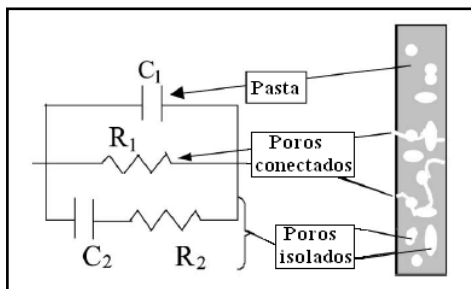 C1
Pasta
R1
Poros
conectados
C2
R2
Poros
isolados